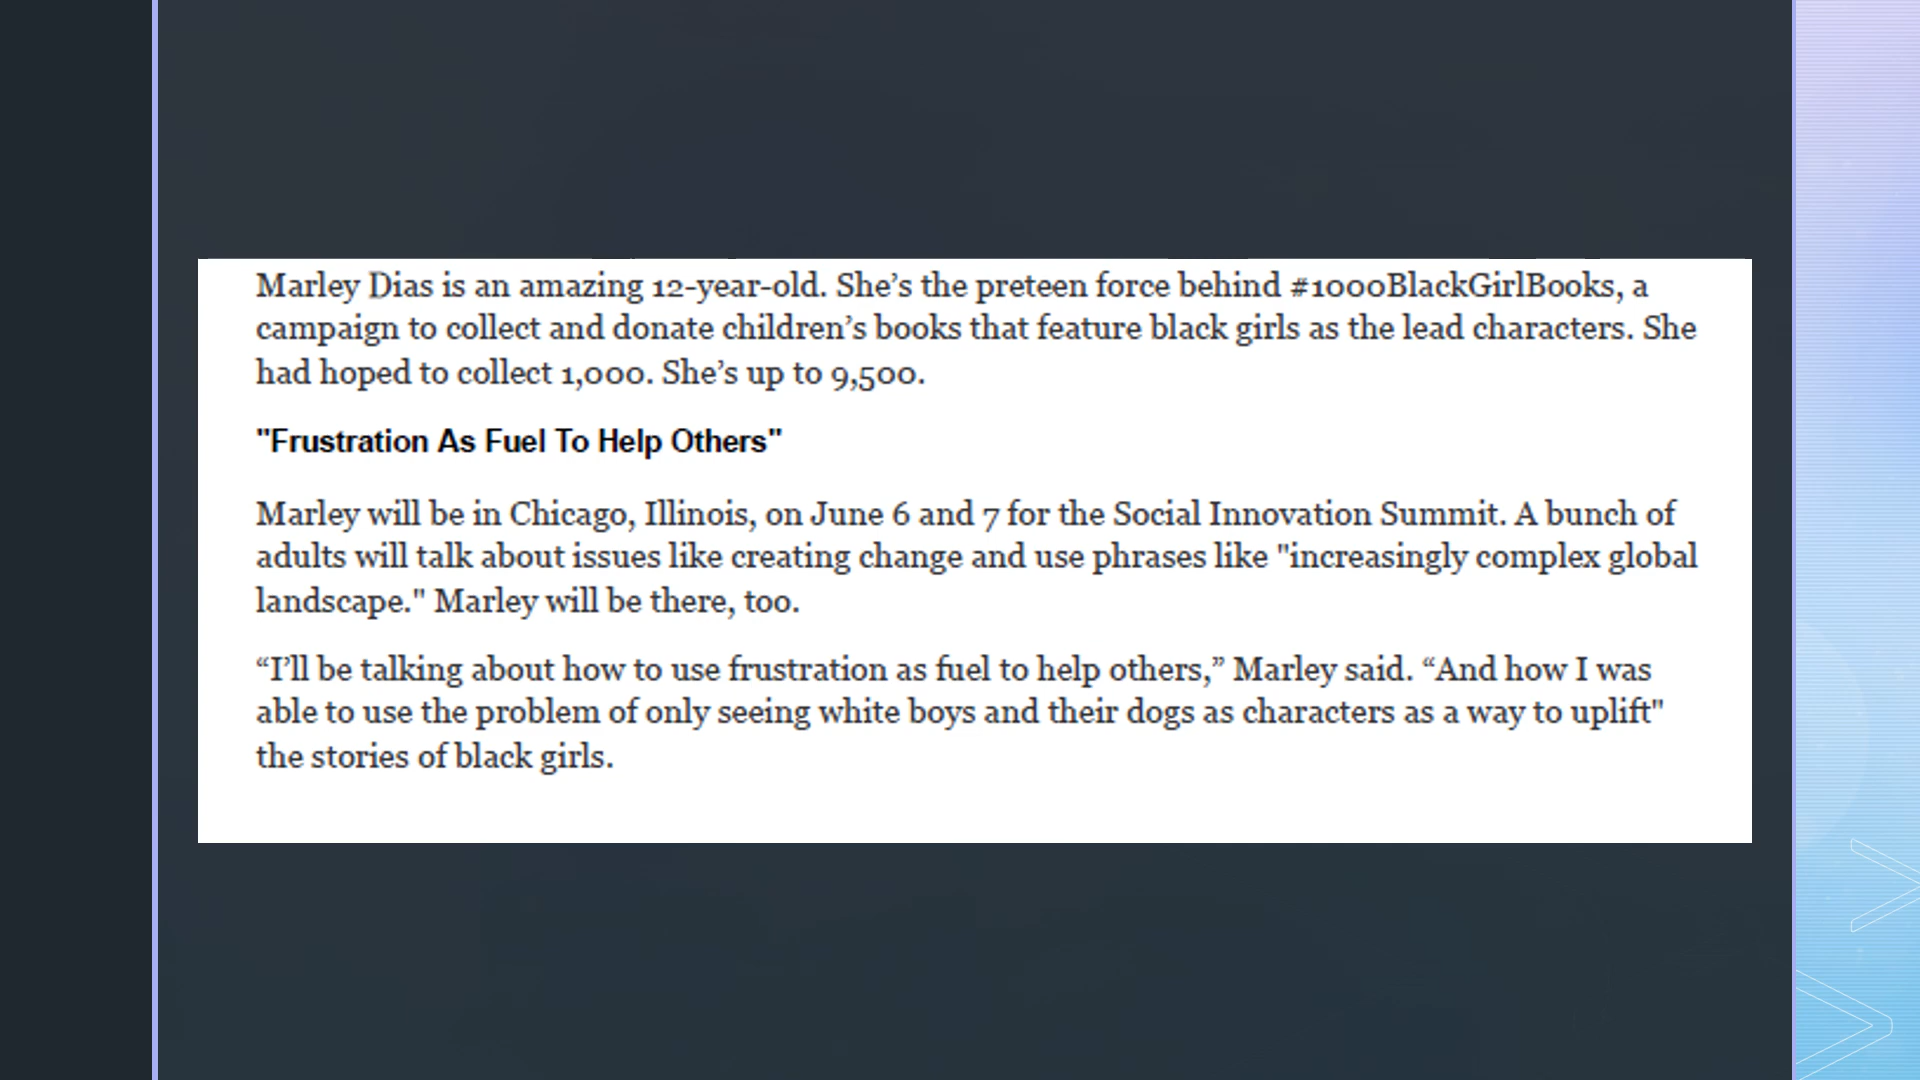 Marley Dias is an amazing 12-year-old. She’s the preteen force behind #1000BlackGirlBooks, a
campaign to collect and donate children’s books that feature black girls as the lead characters. She
had hoped to collect 1,000. She’s up to 9,500.
"Frustration As Fuel To Help Others"
Marley will be in Chicago, Illinois, on June 6 and 7 for the Social Innovation Summit. A bunch of
adults will talk about issues like creating change and use phrases like "increasingly complex global
landscape." Marley will be there, too.
“I’ll be talking about how to use frustration as fuel to help others,” Marley said. “And how I was
able to use the problem of only seeing white boys and their dogs as characters as a way to uplift"
the stories of black girls.